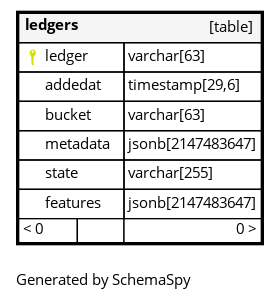 ledgers [table]
ledger varchar[63]
addedat timestamp[29,6]
bucket varchar[63]
metadata jsonb[2147483647]
state varchar[255]
features jsonb[2147483647]
< 0 0 >
Generated by SchemaSpy